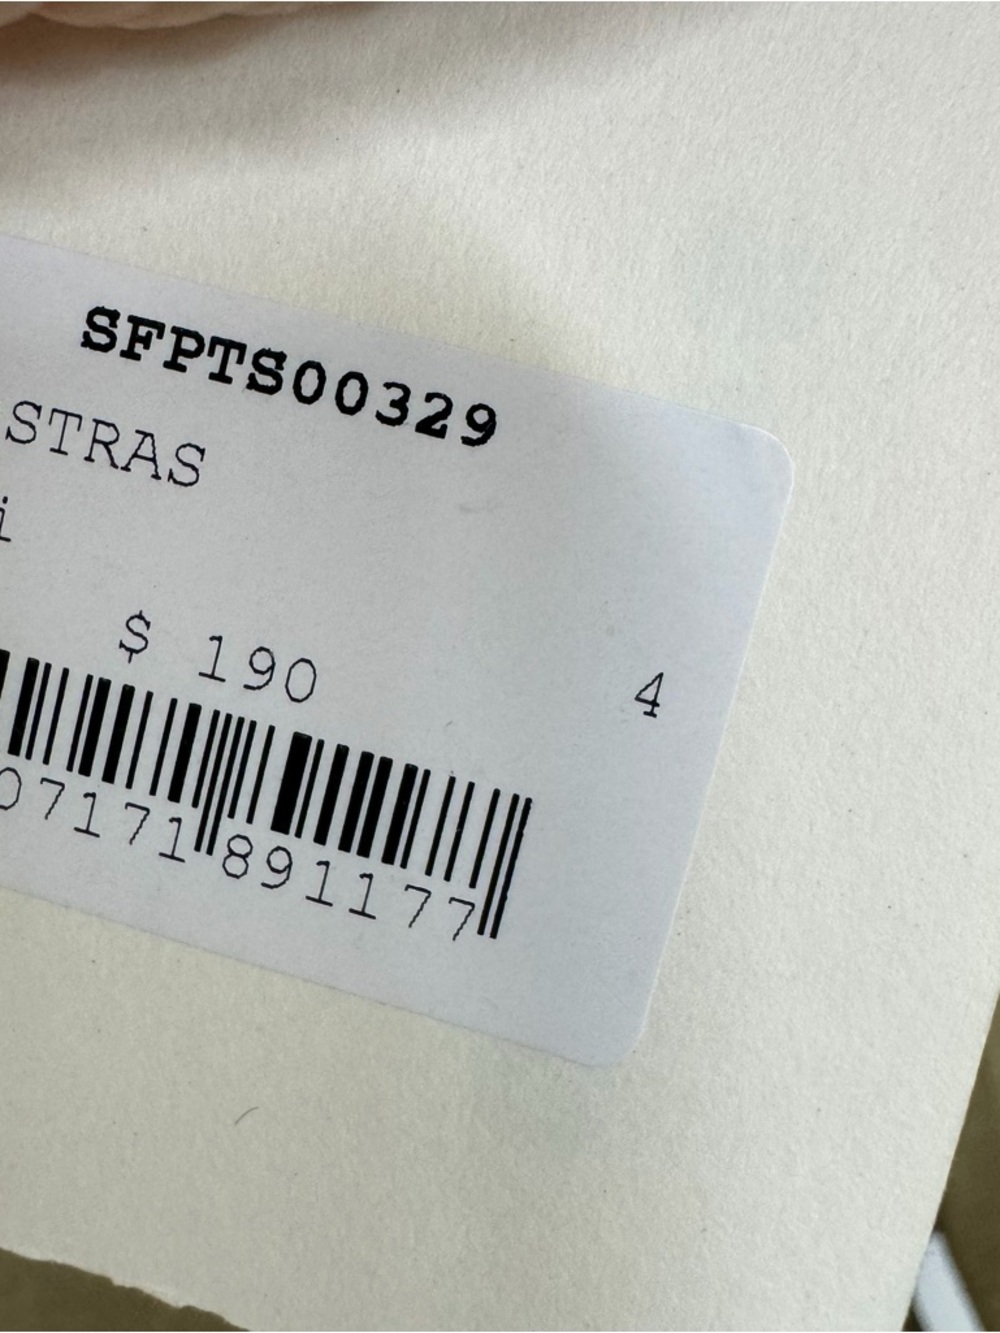 SFPTS00329
STRAS
i
$ 190
4
07171 891177